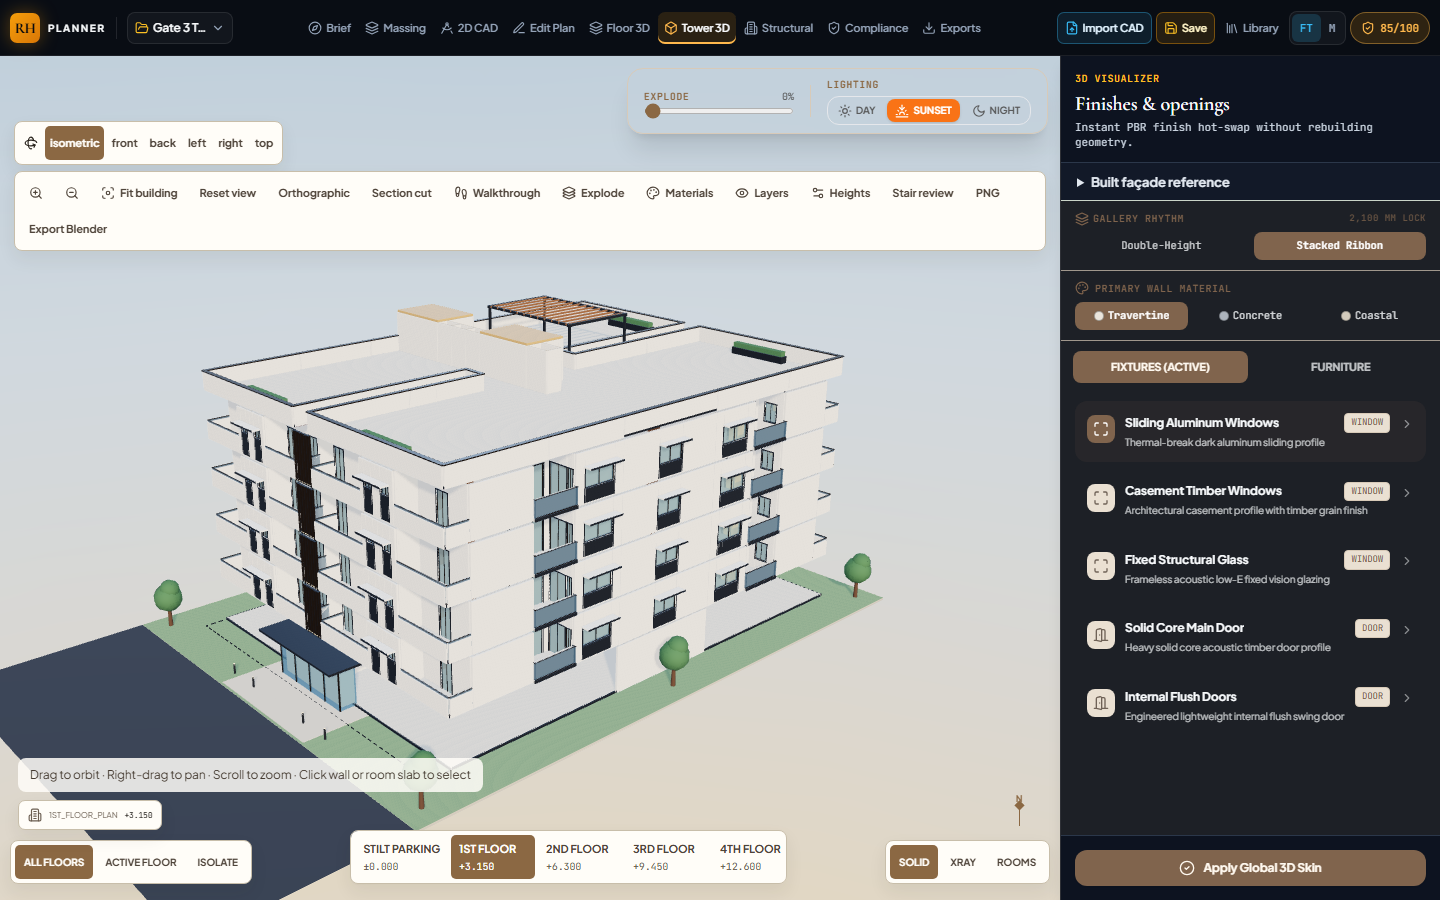 RH PLANNER
Gate 3 T...
Brief
Massing
2D CAD
Edit Plan
Floor 3D
Tower 3D
Structural
Compliance
Exports
Import CAD
Save
Library
FT
M
85/100
EXPLODE
0%
LIGHTING
DAY
SUNSET
NIGHT
isometric
front
back
left
right
top
Fit building
Reset view
Orthographic
Section cut
Walkthrough
Explode
Materials
Layers
Heights
Stair review
PNG
Export Blender
Drag to orbit · Right-drag to pan · Scroll to zoom · Click wall or room slab to select
1ST_FLOOR_PLAN +3.150
ALL FLOORS
ACTIVE FLOOR
ISOLATE
STILT PARKING
±0.000
1ST FLOOR
+3.150
2ND FLOOR
+6.300
3RD FLOOR
+9.450
4TH FLOOR
+12.600
N
SOLID
XRAY
ROOMS
3D VISUALIZER
Finishes & openings
Instant PBR finish hot-swap without rebuilding
geometry.
Built façade reference
GALLERY RHYTHM
2,100 MM LOCK
Double-Height
Stacked Ribbon
PRIMARY WALL MATERIAL
Travertine
Concrete
Coastal
FIXTURES (ACTIVE)
FURNITURE
Sliding Aluminum Windows
WINDOW
Thermal-break dark aluminum sliding profile
Casement Timber Windows
WINDOW
Architectural casement profile with timber grain finish
Fixed Structural Glass
WINDOW
Frameless acoustic low-E fixed vision glazing
Solid Core Main Door
DOOR
Heavy solid core acoustic timber door profile
Internal Flush Doors
DOOR
Engineered lightweight internal flush swing door
Apply Global 3D Skin